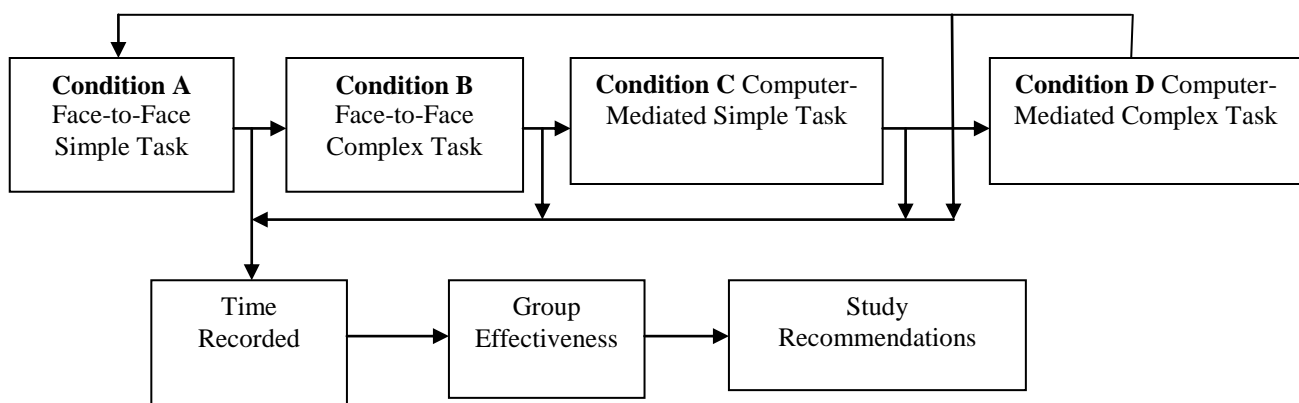 Condition A
Face-to-Face
Simple Task
Condition B
Face-to-Face
Complex Task
Condition C Computer-
Mediated Simple Task
Condition D Computer-
Mediated Complex Task
Time
Recorded
Group
Effectiveness
Study
Recommendations